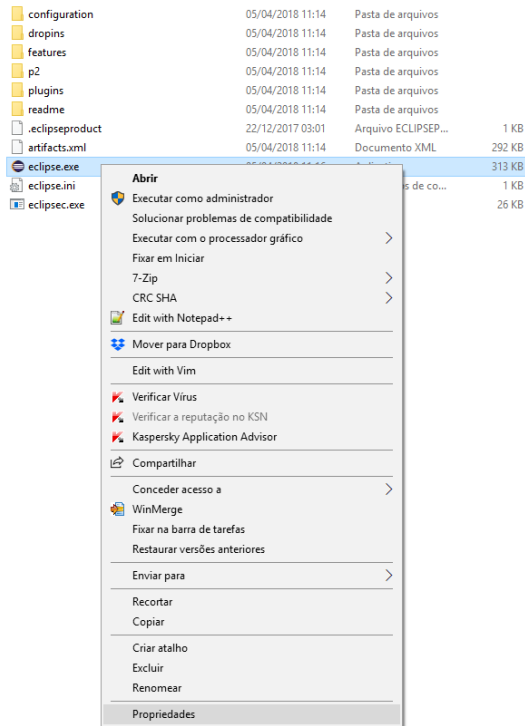 configuration 05/04/2018 11:14 Pasta de arquivos
dropins 05/04/2018 11:14 Pasta de arquivos
features 05/04/2018 11:14 Pasta de arquivos
p2 05/04/2018 11:14 Pasta de arquivos
plugins 05/04/2018 11:14 Pasta de arquivos
readme 05/04/2018 11:14 Pasta de arquivos
.eclipseproduct 22/12/2017 03:01 Arquivo ECLIPSEP... 1 KB
artifacts.xml 05/04/2018 11:14 Documento XML 292 KB
eclipse.exe 313 KB
eclipse.ini s de co... 1 KB
eclipsec.exe 26 KB
Abrir
Executar como administrador
Solucionar problemas de compatibilidade
Executar com o processador gráfico
Fixar em Iniciar
7-Zip
CRC SHA
Edit with Notepad++
Mover para Dropbox
Edit with Vim
Verificar Vírus
Verificar a reputação no KSN
Kaspersky Application Advisor
Compartilhar
Conceder acesso a
WinMerge
Fixar na barra de tarefas
Restaurar versões anteriores
Enviar para
Recortar
Copiar
Criar atalho
Excluir
Renomear
Propriedades